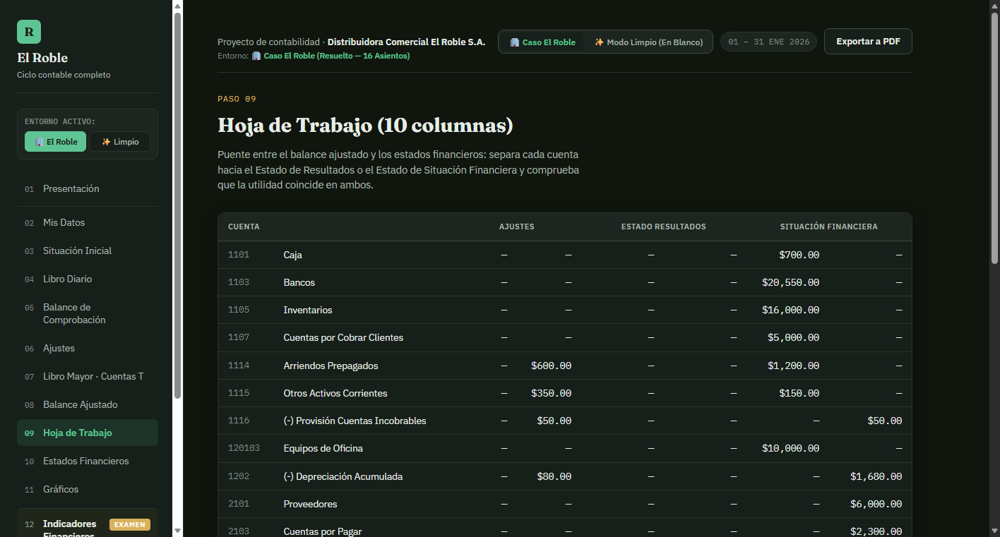 R
El Roble
Ciclo contable completo
ENTORNO ACTIVO:
🏢 El Roble
✨ Limpio
01 Presentación
02 Mis Datos
03 Situación Inicial
04 Libro Diario
05 Balance de
Comprobación
06 Ajustes
07 Libro Mayor · Cuentas T
08 Balance Ajustado
09 Hoja de Trabajo
10 Estados Financieros
11 Gráficos
12 Indicadores EXAMEN
Financieros
Proyecto de contabilidad · Distribuidora Comercial El Roble S.A.
Entorno: 🏢 Caso El Roble (Resuelto — 16 Asientos)
🏢 Caso El Roble
✨ Modo Limpio (En Blanco)
01 — 31 ENE 2026
Exportar a PDF
PASO 09
Hoja de Trabajo (10 columnas)
Puente entre el balance ajustado y los estados financieros: separa cada cuenta
hacia el Estado de Resultados o el Estado de Situación Financiera y comprueba
que la utilidad coincide en ambos.
CUENTA AJUSTES ESTADO RESULTADOS SITUACIÓN FINANCIERA
1101 Caja — — — — $700.00 —
1103 Bancos — — — — $20,550.00 —
1105 Inventarios — — — — $16,000.00 —
1107 Cuentas por Cobrar Clientes — — — — $5,000.00 —
1114 Arriendos Prepagados — $600.00 — — $1,200.00 —
1115 Otros Activos Corrientes — $350.00 — — $150.00 —
1116 (-) Provisión Cuentas Incobrables — $50.00 — — — $50.00
120103 Equipos de Oficina — — — — $10,000.00 —
1202 (-) Depreciación Acumulada — $80.00 — — — $1,680.00
2101 Proveedores — — — — — $6,000.00
2103 Cuentas por Pagar — — — — — $2,300.00